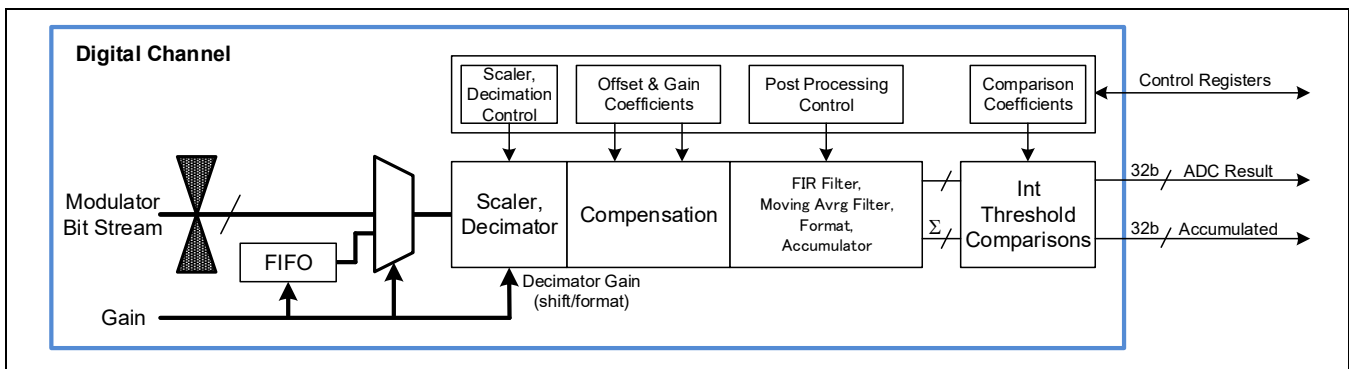 Digital Channel
Scaler,
Decimation
Control
Offset & Gain
Coefficients
Post Processing
Control
Comparison
Coefficients
Control Registers
Modulator
Bit Stream
FIFO
Gain
Scaler,
Decimator
Decimator Gain
(shift/format)
Compensation
FIR Filter,
Moving Avrg Filter,
Format,
Accumulator
Σ
Int
Threshold
Comparisons
32b ADC Result
32b Accumulated